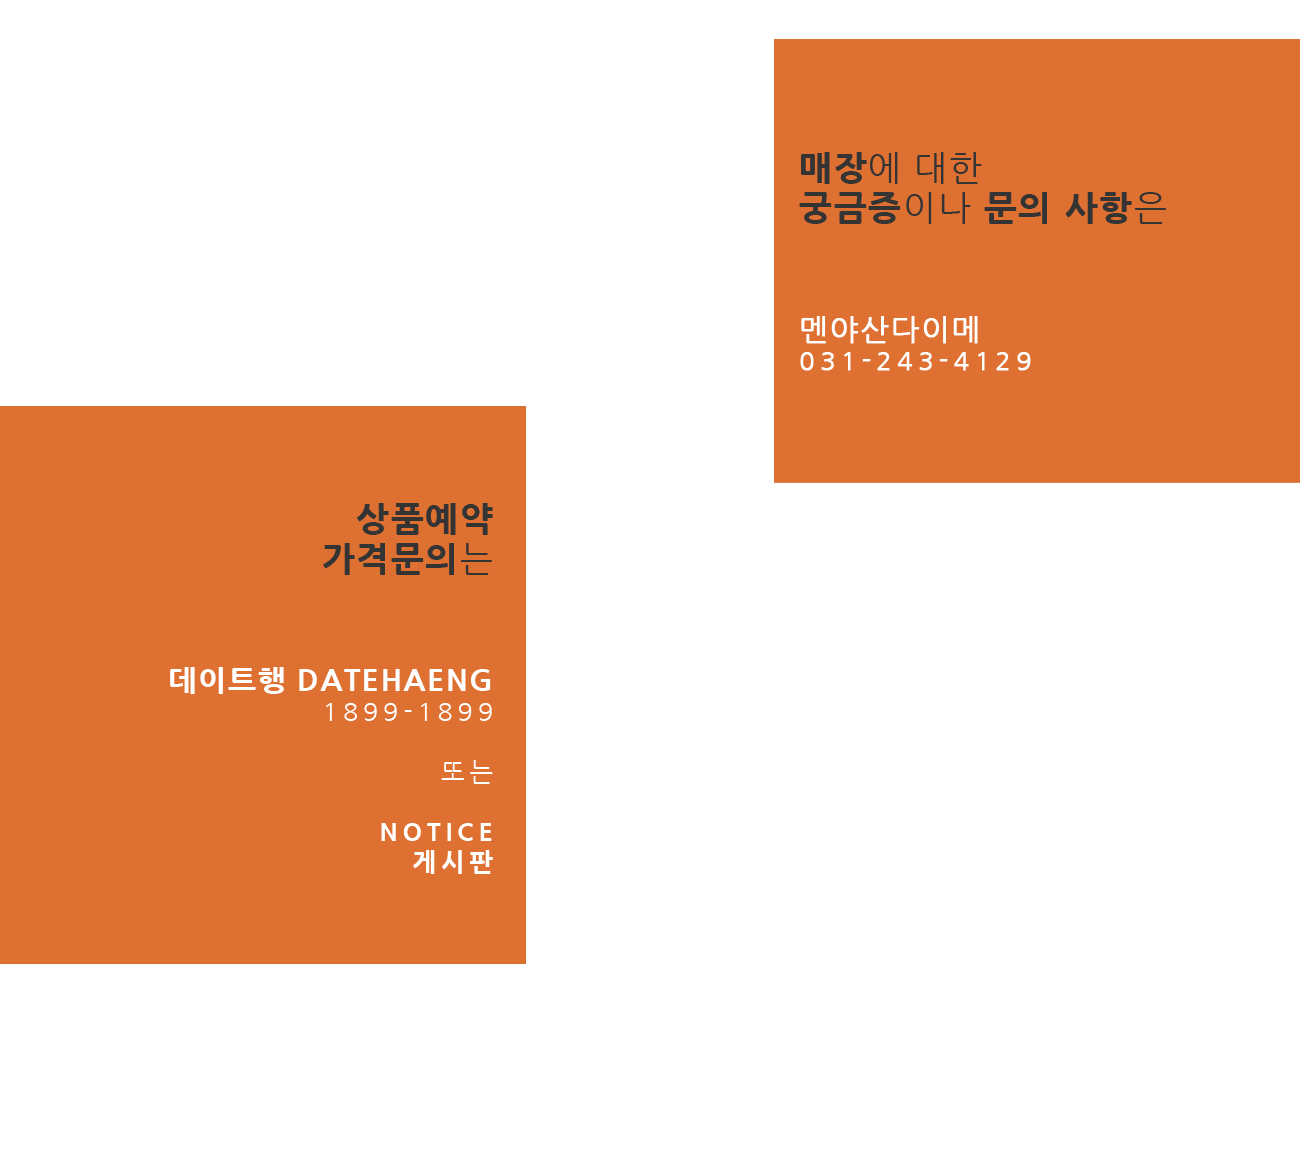 매장에 대한
궁금증이나 문의 사항은
멘야산다이메
031-243-4129
상품예약
가격문의는
데이트행 DATEHAENG
1899-1899
또는
NOTICE
게시판